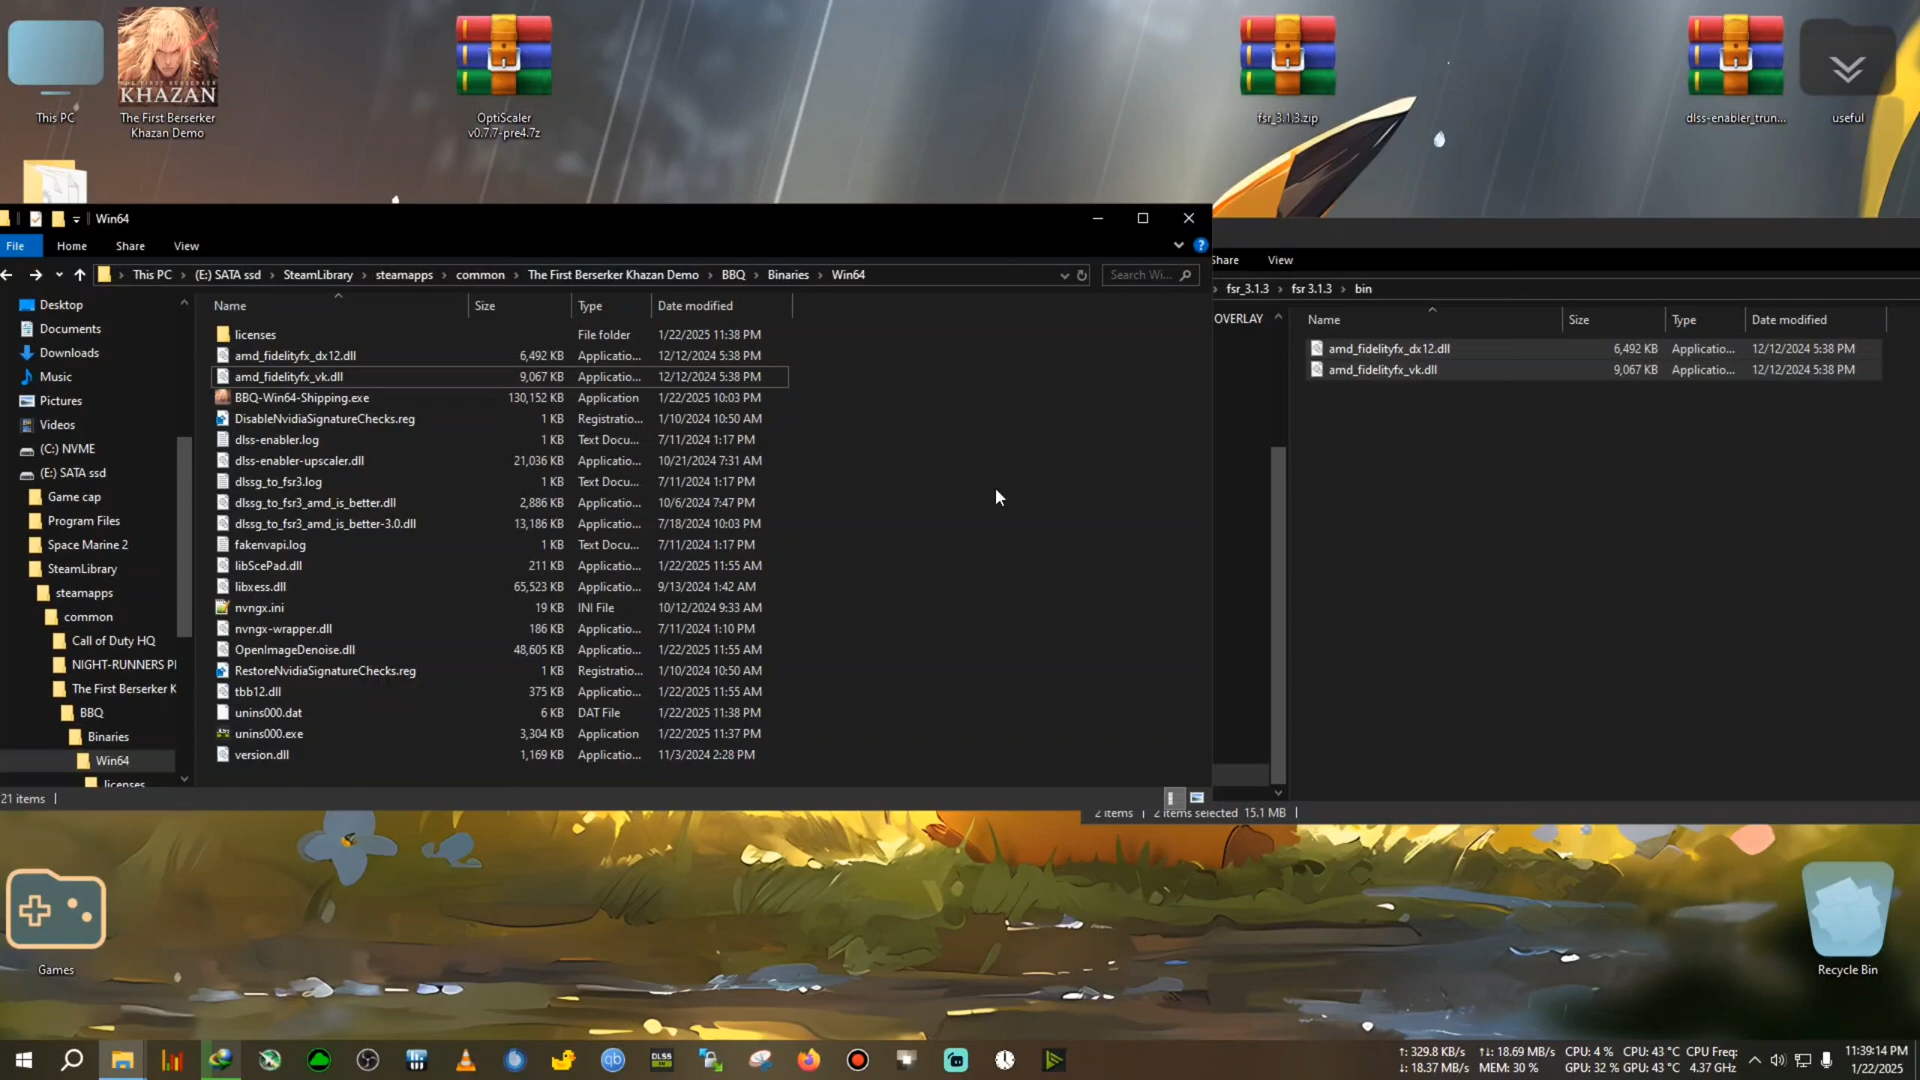 KHAZAN
This PC
The First Berserker
Khazan Demo
OptiScaler
v0.7.7-pre4.7z
fsr_3.1.3.zip
dlss-enabler_trun...
useful
Win64
File
Home
Share
View
This PC
(E:) SATA ssd
SteamLibrary
steamapps
common
The First Berserker Khazan Demo
BBQ
Binaries
Win64
Search Wi...
Desktop
Documents
Downloads
Music
Pictures
Videos
(C:) NVME
(E:) SATA ssd
Game cap
Program Files
Space Marine 2
SteamLibrary
steamapps
common
Call of Duty HQ
NIGHT-RUNNERS P
The First Berserker K
BBQ
Binaries
Win64
licenses
Name Size Type Date modified
licenses File folder 1/22/2025 11:38 PM
amd_fidelityfx_dx12.dll 6,492 KB Applicatio... 12/12/2024 5:38 PM
amd_fidelityfx_vk.dll 9,067 KB Applicatio... 12/12/2024 5:38 PM
BBQ-Win64-Shipping.exe 130,152 KB Application 1/22/2025 10:03 PM
DisableNvidiaSignatureChecks.reg 1 KB Registratio... 1/10/2024 10:50 AM
dlss-enabler.log 1 KB Text Docu... 7/11/2024 1:17 PM
dlss-enabler-upscaler.dll 21,036 KB Applicatio... 10/21/2024 7:31 AM
dlssg_to_fsr3.log 1 KB Text Docu... 7/11/2024 1:17 PM
dlssg_to_fsr3_amd_is_better.dll 2,886 KB Applicatio... 10/6/2024 7:47 PM
dlssg_to_fsr3_amd_is_better-3.0.dll 13,186 KB Applicatio... 7/18/2024 10:03 PM
fakenvapi.log 1 KB Text Docu... 7/11/2024 1:17 PM
libScePad.dll 211 KB Applicatio... 1/22/2025 11:55 AM
libxess.dll 65,523 KB Applicatio... 9/13/2024 1:42 AM
nvngx.ini 19 KB INI File 10/12/2024 9:33 AM
nvngx-wrapper.dll 186 KB Applicatio... 7/11/2024 1:10 PM
OpenImageDenoise.dll 48,605 KB Applicatio... 1/22/2025 11:55 AM
RestoreNvidiaSignatureChecks.reg 1 KB Registratio... 1/10/2024 10:50 AM
tbb12.dll 375 KB Applicatio... 1/22/2025 11:55 AM
unins000.dat 6 KB DAT File 1/22/2025 11:38 PM
unins000.exe 3,304 KB Application 1/22/2025 11:37 PM
version.dll 1,169 KB Applicatio... 11/3/2024 2:28 PM
21 items
Share
View
fsr_3.1.3
fsr 3.1.3
bin
OVERLAY
Name Size Type Date modified
amd_fidelityfx_dx12.dll 6,492 KB Applicatio... 12/12/2024 5:38 PM
amd_fidelityfx_vk.dll 9,067 KB Applicatio... 12/12/2024 5:38 PM
2 items
2 items selected 15.1 MB
Games
Recycle Bin
DLSS
↑: 329.8 KB/s ↑↓: 18.69 MB/s CPU: 4 % CPU: 43 °C CPU Freq:
↓: 18.37 MB/s MEM: 30 % GPU: 32 % GPU: 43 °C 4.37 GHz
11:39:14 PM
1/22/2025